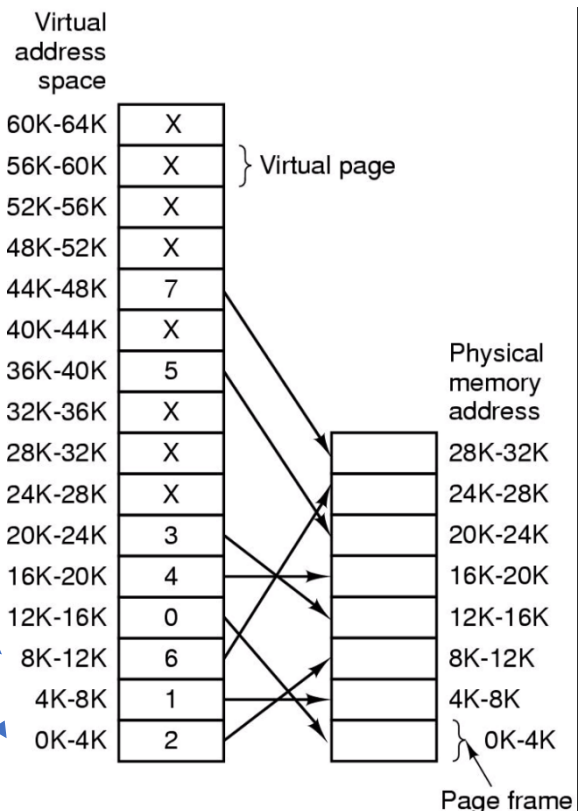 Virtual
address
space
60K-64K X
56K-60K X Virtual page
52K-56K X
48K-52K X
44K-48K 7
40K-44K X
36K-40K 5
32K-36K X
28K-32K X
24K-28K X
20K-24K 3
16K-20K 4
12K-16K 0
8K-12K 6
4K-8K 1
0K-4K 2
Physical
memory
address
28K-32K
24K-28K
20K-24K
16K-20K
12K-16K
8K-12K
4K-8K
0K-4K
Page frame